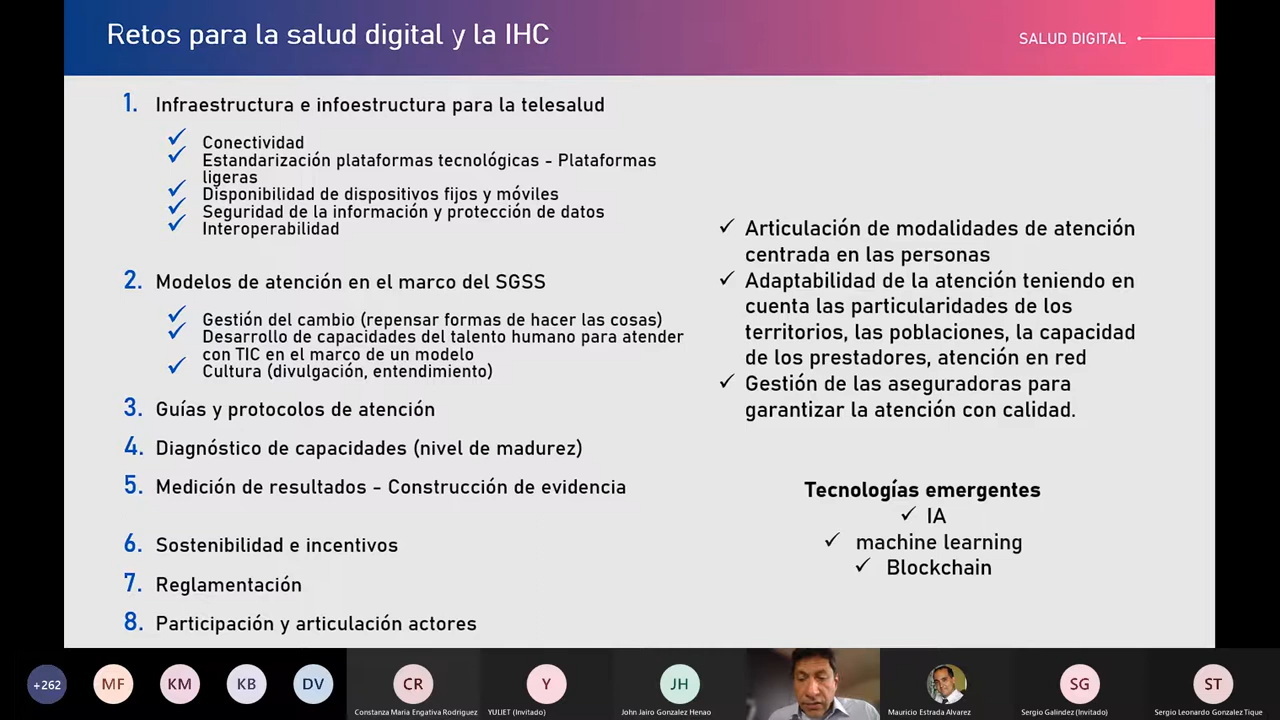 Retos para la salud digital y la IHC
SALUD DIGITAL
1. Infraestructura e infoestructura para la telesalud
✓ Conectividad
✓ Estandarización plataformas tecnológicas - Plataformas
ligeras
✓ Disponibilidad de dispositivos fijos y móviles
✓ Seguridad de la información y protección de datos
✓ Interoperabilidad
2. Modelos de atención en el marco del SGSS
✓ Gestión del cambio (repensar formas de hacer las cosas)
✓ Desarrollo de capacidades del talento humano para atender
con TIC en el marco de un modelo
✓ Cultura (divulgación, entendimiento)
3. Guías y protocolos de atención
4. Diagnóstico de capacidades (nivel de madurez)
5. Medición de resultados - Construcción de evidencia
6. Sostenibilidad e incentivos
7. Reglamentación
8. Participación y articulación actores
✓ Articulación de modalidades de atención
centrada en las personas
✓ Adaptabilidad de la atención teniendo en
cuenta las particularidades de los
territorios, las poblaciones, la capacidad
de los prestadores, atención en red
✓ Gestión de las aseguradoras para
garantizar la atención con calidad.
Tecnologías emergentes
✓ IA
✓ machine learning
✓ Blockchain
+262
MF
KM
KB
DV
CR
Constanza Maria Engativa Rodriguez
Y
YULIET (Invitado)
JH
John Jairo Gonzalez Henao
Mauricio Estrada Alvarez
SG
Sergio Galindez (Invitado)
ST
Sergio Leonardo Gonzalez Tique